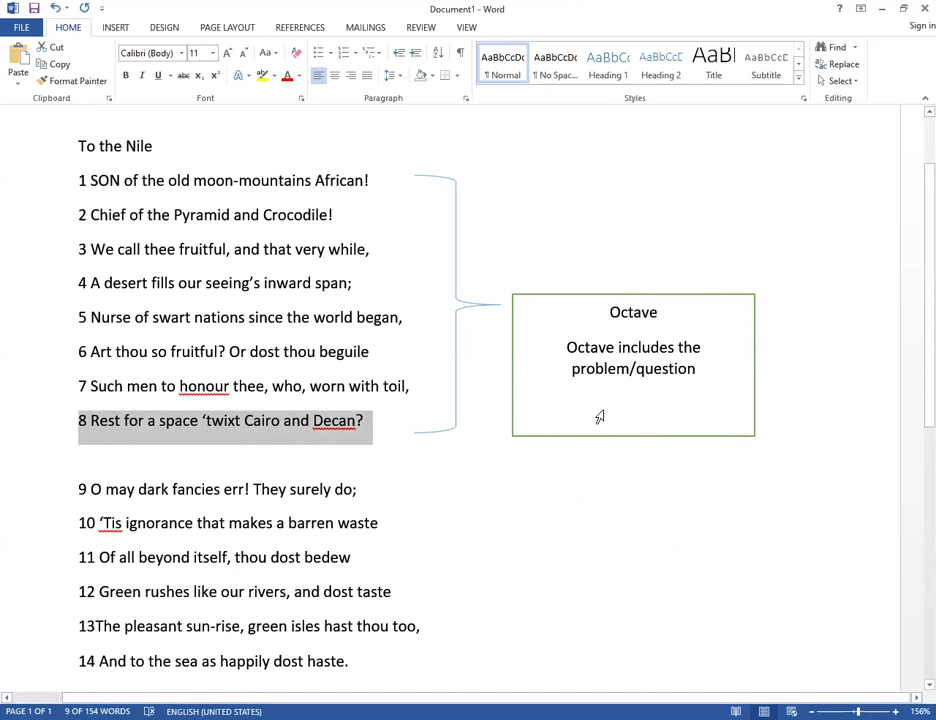 Document1 - Word
Sign in
FILE HOME INSERT DESIGN PAGE LAYOUT REFERENCES MAILINGS REVIEW VIEW
Paste
Cut
Copy
Format Painter
Clipboard
Calibri (Body) 11
Font
Paragraph
AaBbCcDc AaBbCcDc AaBbCc AaBbCcC AaBl AaBbCcD
¶ Normal ¶ No Spac... Heading 1 Heading 2 Title Subtitle
Styles
Find
Replace
Select
Editing
To the Nile
1 SON of the old moon-mountains African!
2 Chief of the Pyramid and Crocodile!
3 We call thee fruitful, and that very while,
4 A desert fills our seeing’s inward span;
5 Nurse of swart nations since the world began,
6 Art thou so fruitful? Or dost thou beguile
7 Such men to honour thee, who, worn with toil,
8 Rest for a space ‘twixt Cairo and Decan?
9 O may dark fancies err! They surely do;
10 ‘Tis ignorance that makes a barren waste
11 Of all beyond itself, thou dost bedew
12 Green rushes like our rivers, and dost taste
13The pleasant sun-rise, green isles hast thou too,
14 And to the sea as happily dost haste.
Octave
Octave includes the
problem/question
PAGE 1 OF 1 9 OF 154 WORDS ENGLISH (UNITED STATES) 156%